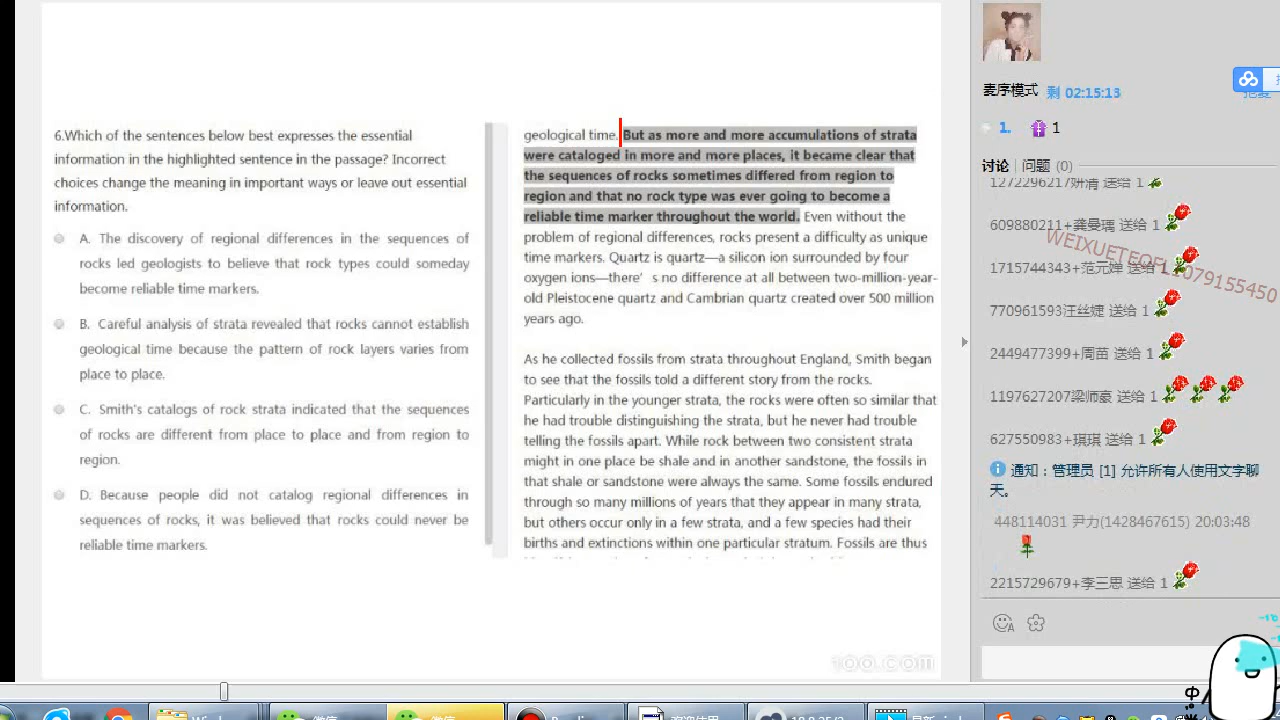 6.Which of the sentences below best expresses the essential
information in the highlighted sentence in the passage? Incorrect
choices change the meaning in important ways or leave out essential
information.
A. The discovery of regional differences in the sequences of
rocks led geologists to believe that rock types could someday
become reliable time markers.
B. Careful analysis of strata revealed that rocks cannot establish
geological time because the pattern of rock layers varies from
place to place.
C. Smith's catalogs of rock strata indicated that the sequences
of rocks are different from place to place and from region to
region.
D. Because people did not catalog regional differences in
sequences of rocks, it was believed that rocks could never be
reliable time markers.
geological time. But as more and more accumulations of strata
were cataloged in more and more places, it became clear that
the sequences of rocks sometimes differed from region to
region and that no rock type was ever going to become a
reliable time marker throughout the world. Even without the
problem of regional differences, rocks present a difficulty as unique
time markers. Quartz is quartz—a silicon ion surrounded by four
oxygen ions—there's no difference at all between two-million-year-
old Pleistocene quartz and Cambrian quartz created over 500 million
years ago.
As he collected fossils from strata throughout England, Smith began
to see that the fossils told a different story from the rocks.
Particularly in the younger strata, the rocks were often so similar that
he had trouble distinguishing the strata, but he never had trouble
telling the fossils apart. While rock between two consistent strata
might in one place be shale and in another sandstone, the fossils in
that shale or sandstone were always the same. Some fossils endured
through so many millions of years that they appear in many strata,
but others occur only in a few strata, and a few species had their
births and extinctions within one particular stratum. Fossils are thus
麦序模式 剩 02:15:13
1. 1
讨论 问题 (0)
1272296217妍清 送给 1
609880211+龚曼瑀 送给 1
1715744343+范元婵 送给 1
770961593汪丝婕 送给 1
2449477399+周苗 送给 1
1197627207梁师豪 送给 1
627550983+琪琪 送给 1
通知：管理员 [1] 允许所有人使用文字聊
天。
448114031 尹力(1428467615) 20:03:48
2215729679+李三思 送给 1
中